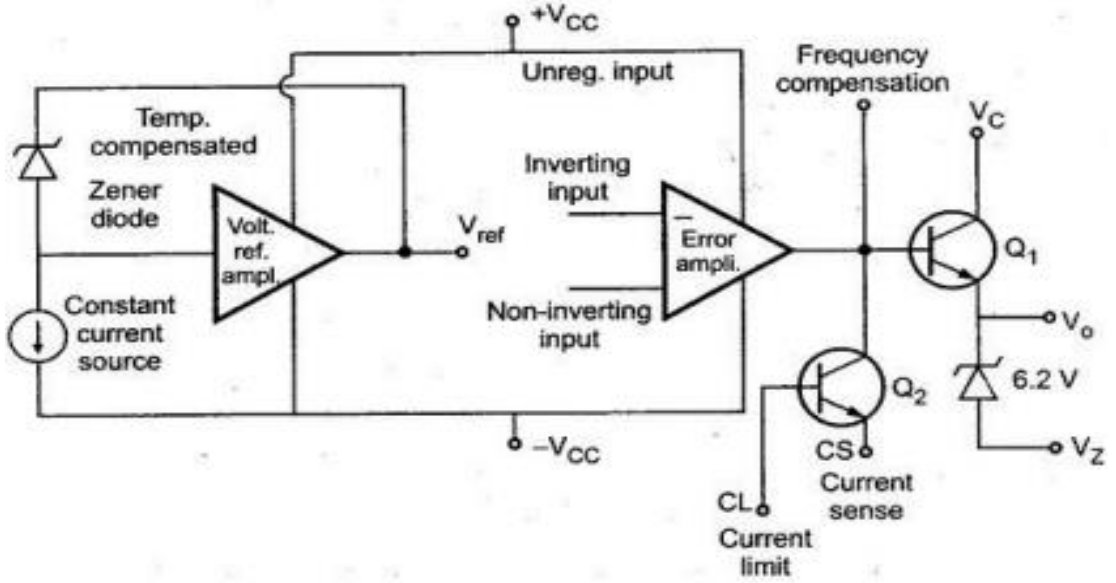 +VCC
Unreg. input
Frequency
compensation
VC
Temp.
compensated
Zener
diode
Inverting
input
Volt.
ref.
ampl.
Vref
−
Error
ampli.
Q1
Non-inverting
input
Constant
current
source
Vo
6.2 V
Q2
−VCC
CS
Current
sense
VZ
CL
Current
limit